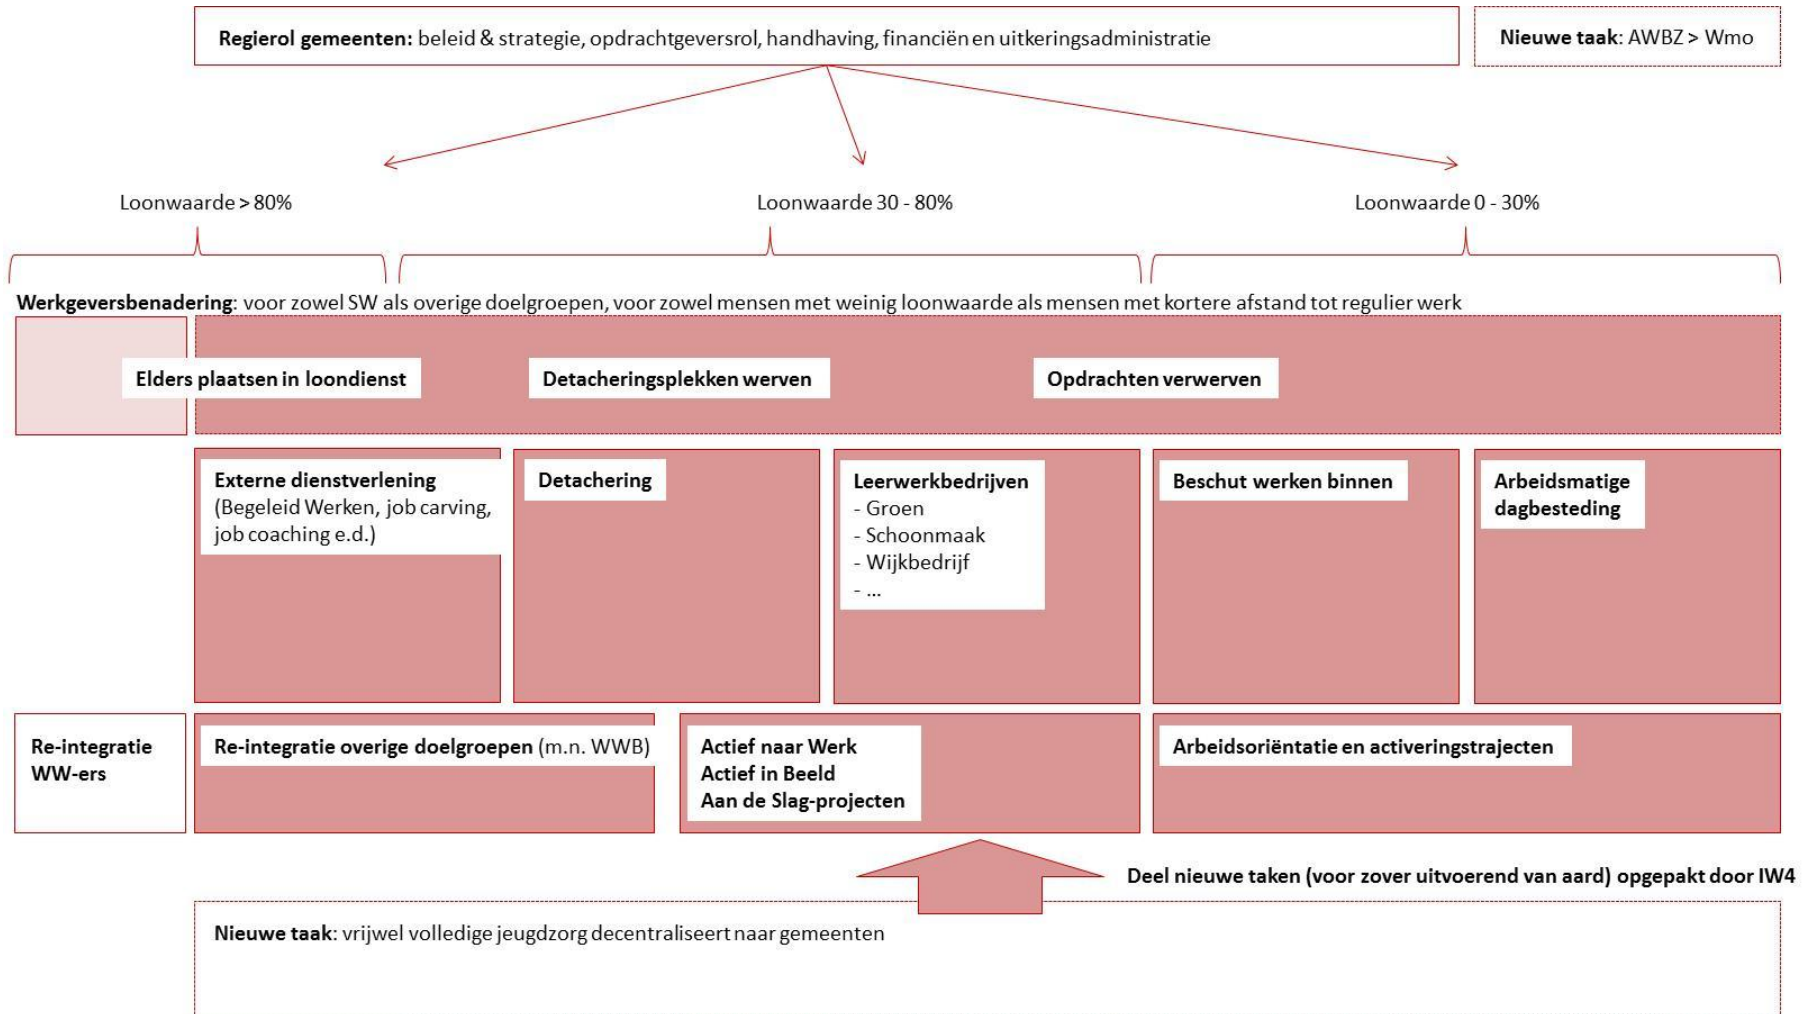 Regierol gemeenten: beleid & strategie, opdrachtgeversrol, handhaving, financiën en uitkeringsadministratie
Nieuwe taak: AWBZ > Wmo
Loonwaarde > 80%
Loonwaarde 30 - 80%
Loonwaarde 0 - 30%
Werkgeversbenadering: voor zowel SW als overige doelgroepen, voor zowel mensen met weinig loonwaarde als mensen met kortere afstand tot regulier werk
Elders plaatsen in loondienst
Detacheringsplekken werven
Opdrachten verwerven
Externe dienstverlening
(Begeleid Werken, job carving,
job coaching e.d.)
Detachering
Leerwerkbedrijven
- Groen
- Schoonmaak
- Wijkbedrijf
- ...
Beschut werken binnen
Arbeidsmatige
dagbesteding
Re-integratie
WW-ers
Re-integratie overige doelgroepen (m.n. WWB)
Actief naar Werk
Actief in Beeld
Aan de Slag-projecten
Arbeidsoriëntatie en activeringstrajecten
Deel nieuwe taken (voor zover uitvoerend van aard) opgepakt door IW4
Nieuwe taak: vrijwel volledige jeugdzorg decentraliseert naar gemeenten